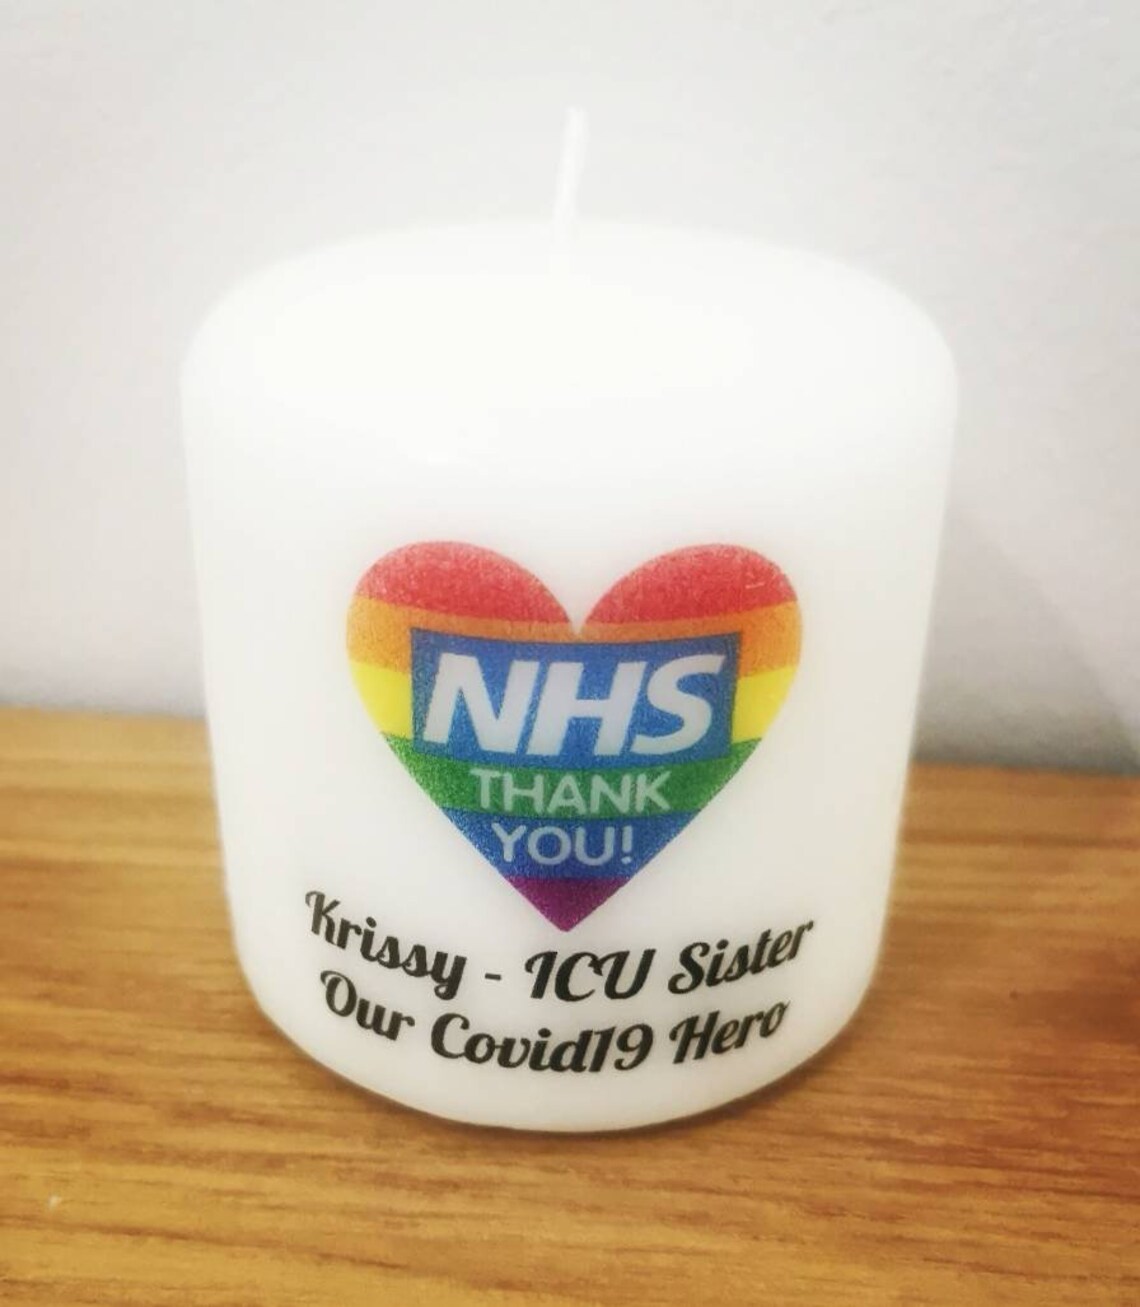 NHS
THANK
YOU!
Krissy - ICU Sister
Our Covid19 Hero